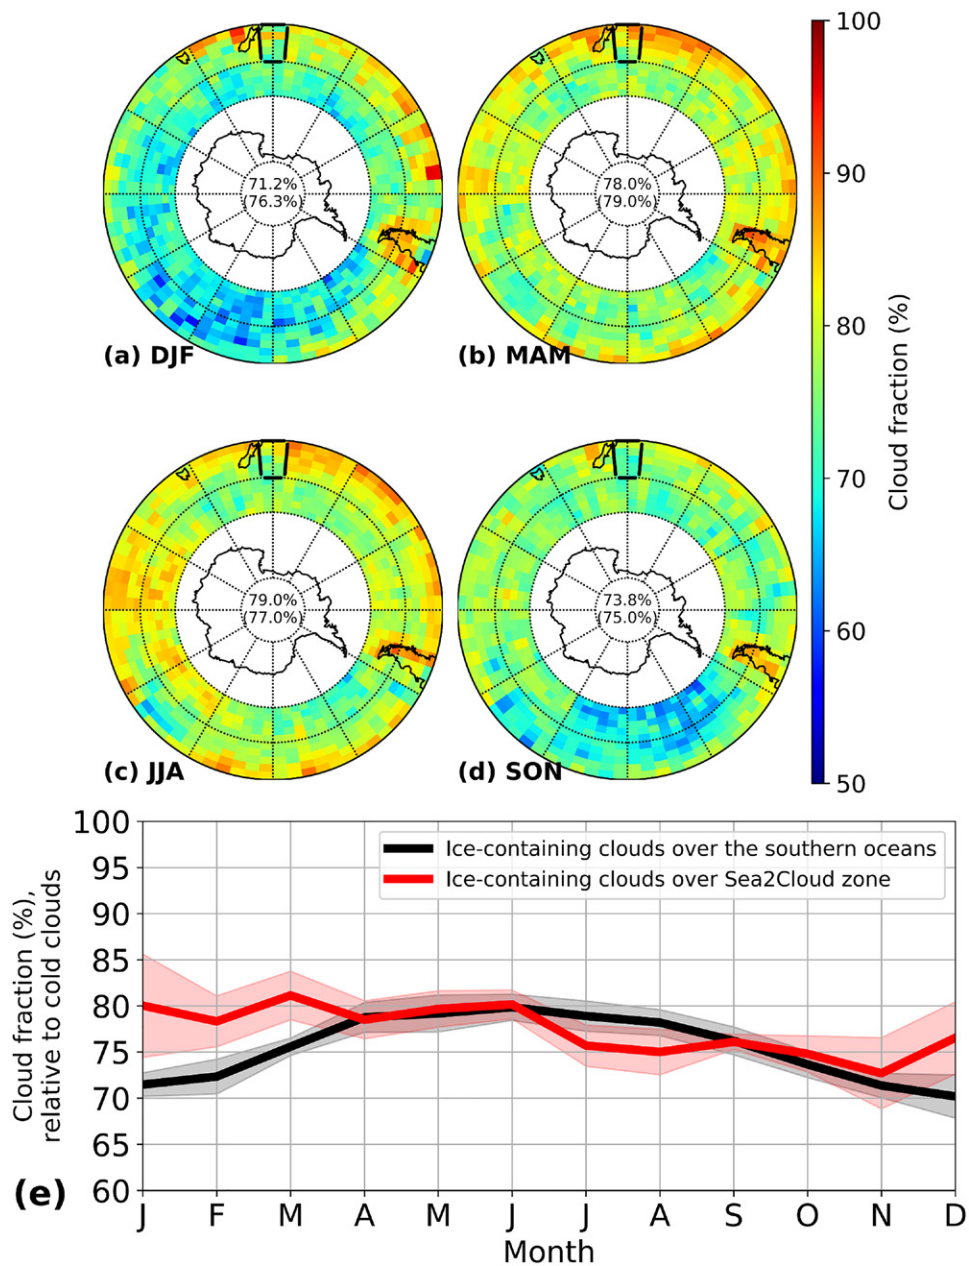 71.2%
(76.3%)
(a) DJF
78.0%
(79.0%)
(b) MAM
79.0%
(77.0%)
(c) JJA
73.8%
(75.0%)
(d) SON
100
90
80
70
60
50
Cloud fraction (%)
100
95
90
85
80
75
70
65
60
Cloud fraction (%),
relative to cold clouds
Ice-containing clouds over the southern oceans
Ice-containing clouds over Sea2Cloud zone
(e)
J F M A M J J A S O N D
Month